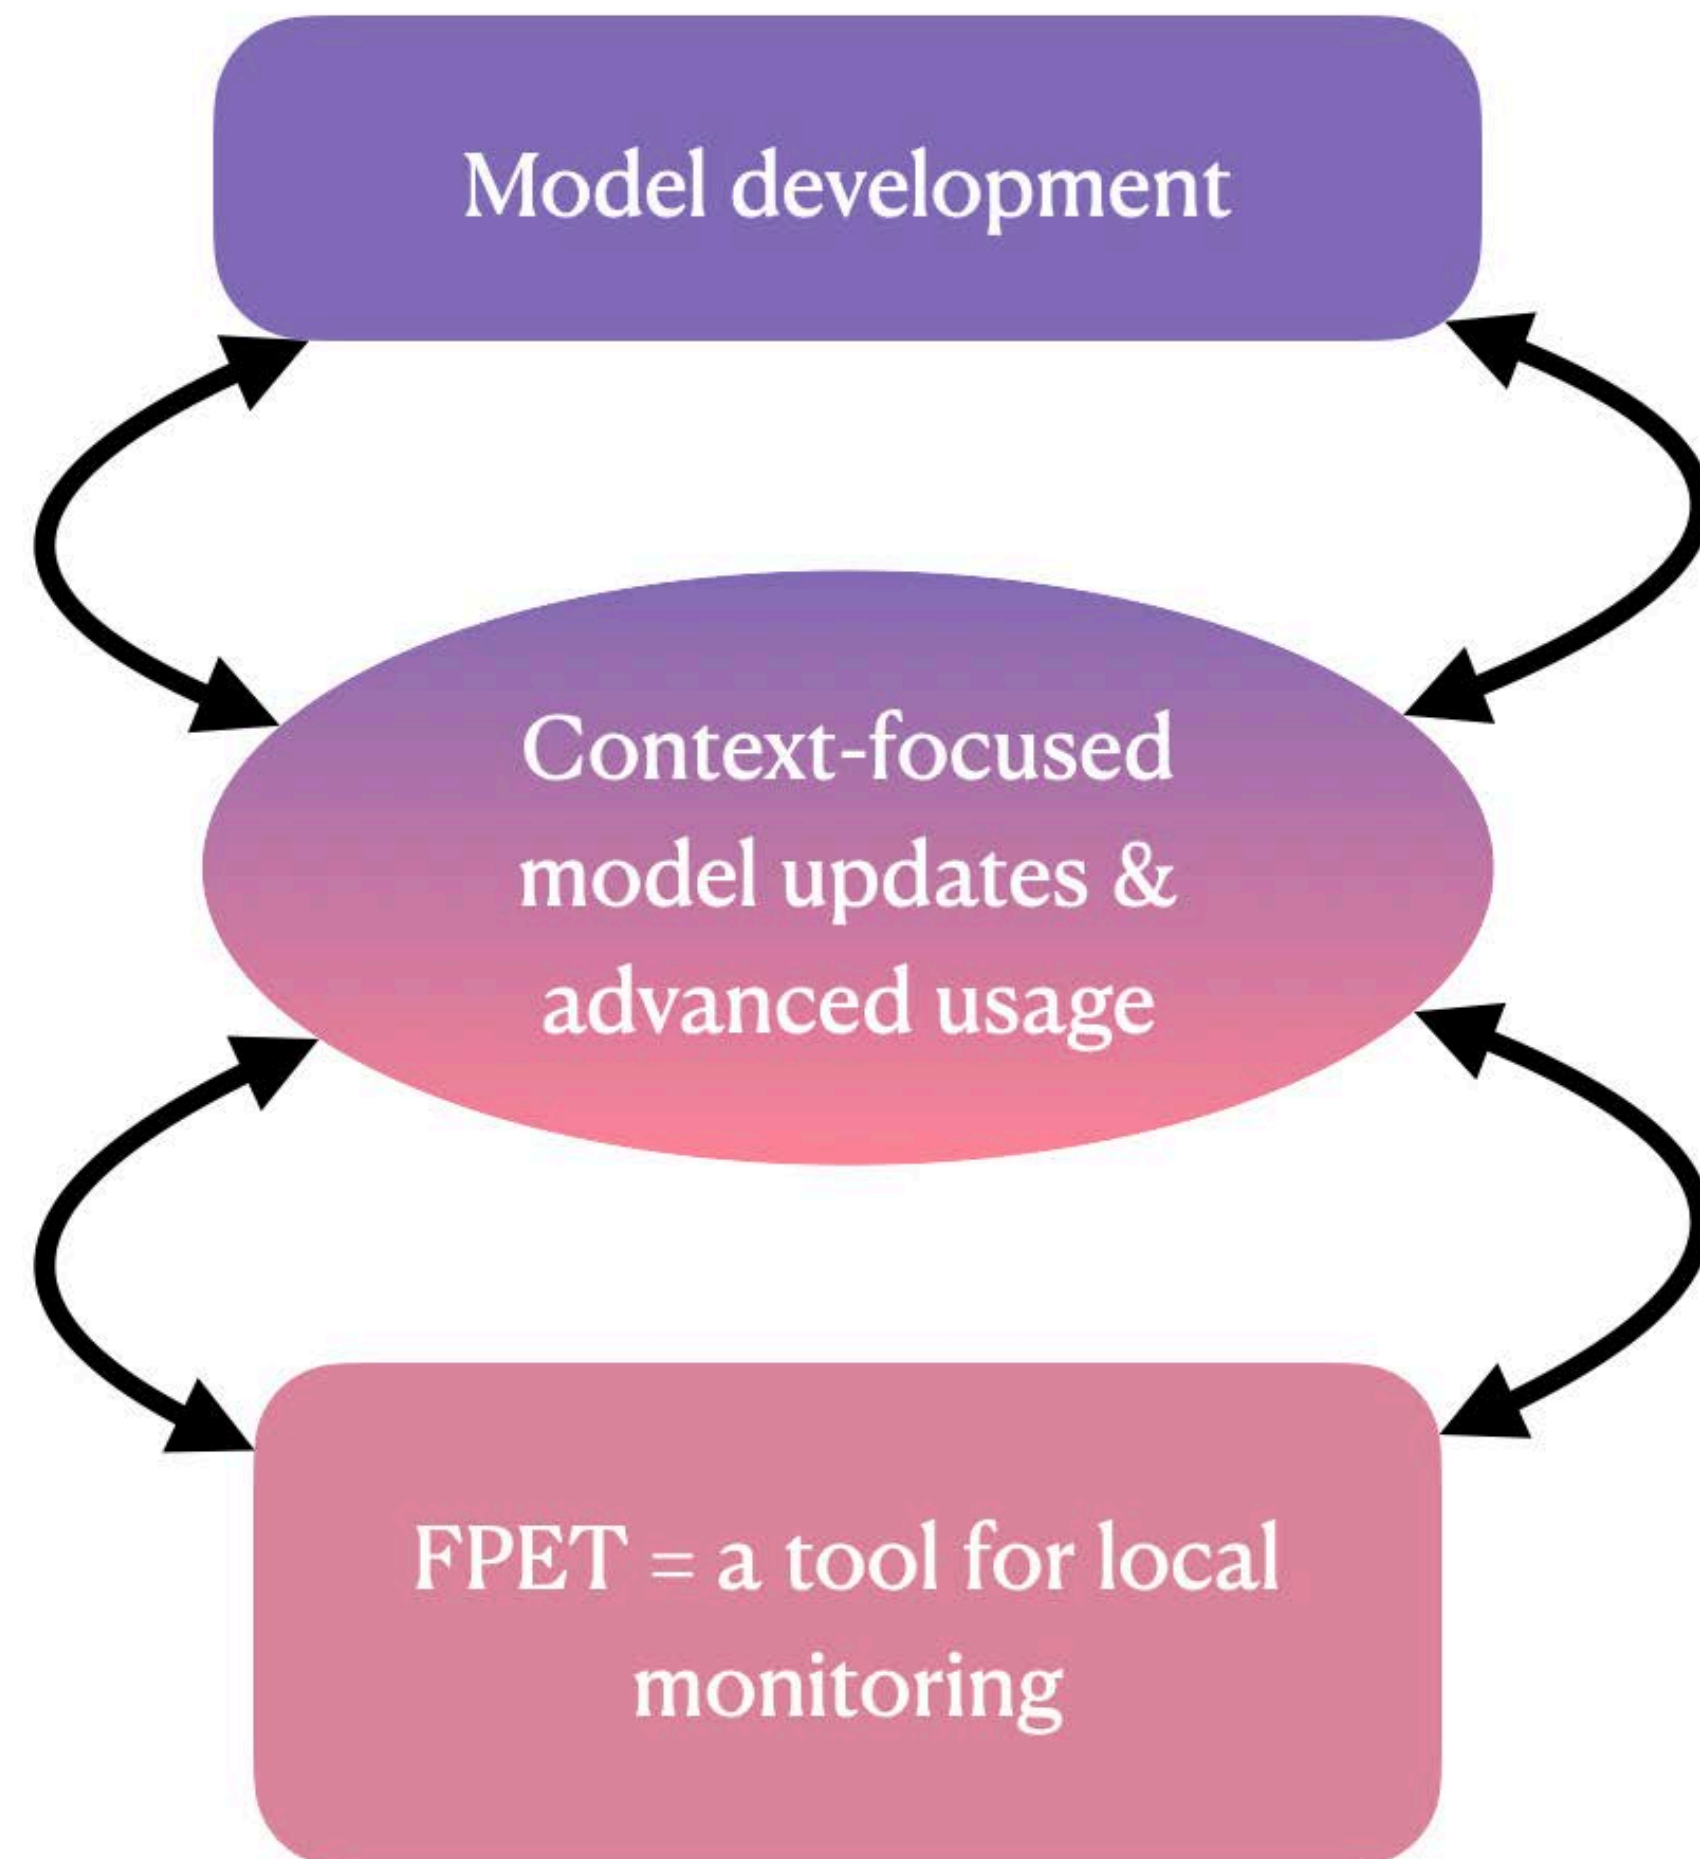 Model development
Context-focused
model updates &
advanced usage
FPET = a tool for local
monitoring